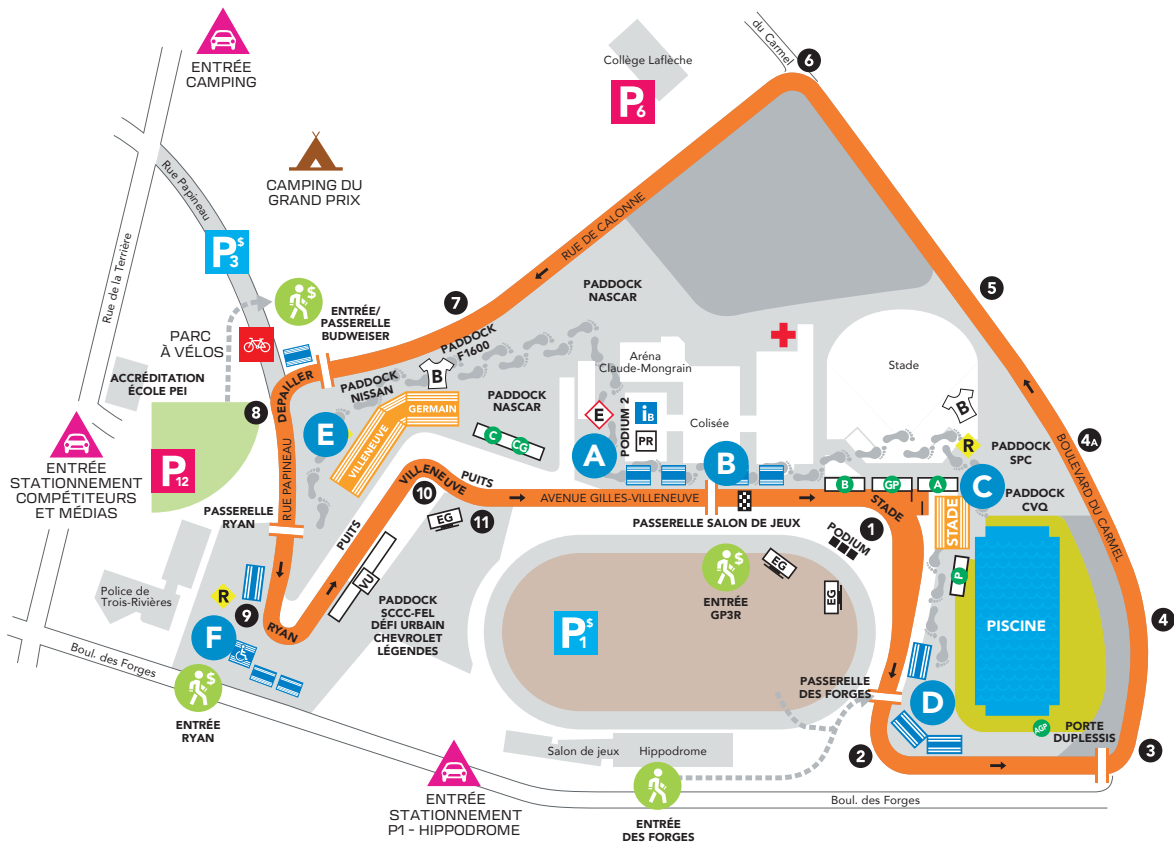 ENTRÉE
CAMPING
CAMPING DU
GRAND PRIX
Collège Laflèche
P6
du Carmel
6
Rue Papineau
Rue de la Terrière
P$3
$
ENTRÉE/
PASSERELLE
BUDWEISER
PARC
À VÉLOS
ACCRÉDITATION
ÉCOLE PEI
ENTRÉE
STATIONNEMENT
COMPÉTITEURS
ET MÉDIAS
P12
8
DEPAILLER
RUE PAPINEAU
7
RUE DE CALONNE
PADDOCK
NASCAR
PADDOCK
F1600
B
PADDOCK
NISSAN
E
VILLENEUVE
GERMAIN
PADDOCK
NASCAR
C
CG
Aréna
Claude-Mongrain
E
PODIUM 2
iB
PR
Colisée
A
B
Stade
5
B
R
PADDOCK
SPC
4A
BOULEVARD DU CARMEL
PADDOCK
CVQ
C
B
GP
A
STADE
STADE
1
PODIUM
AVENUE GILLES-VILLENEUVE
PASSERELLE SALON DE JEUX
VILLENEUVE
PUITS
10
EG
11
PUITS
VU
PASSERELLE
RYAN
Police de
Trois-Rivières
R
9
RYAN
F
PADDOCK
SCCC-FEL
DÉFI URBAIN
CHEVROLET
LÉGENDES
$
ENTRÉE
GP3R
EG
EG
P$1
P
PISCINE
4
PASSERELLE
DES FORGES
D
AGP
PORTE
DUPLESSIS
2
3
Boul. des Forges
$
ENTRÉE
RYAN
Salon de jeux
Hippodrome
ENTRÉE
STATIONNEMENT
P1 - HIPPODROME
$
ENTRÉE
DES FORGES
Boul. des Forges